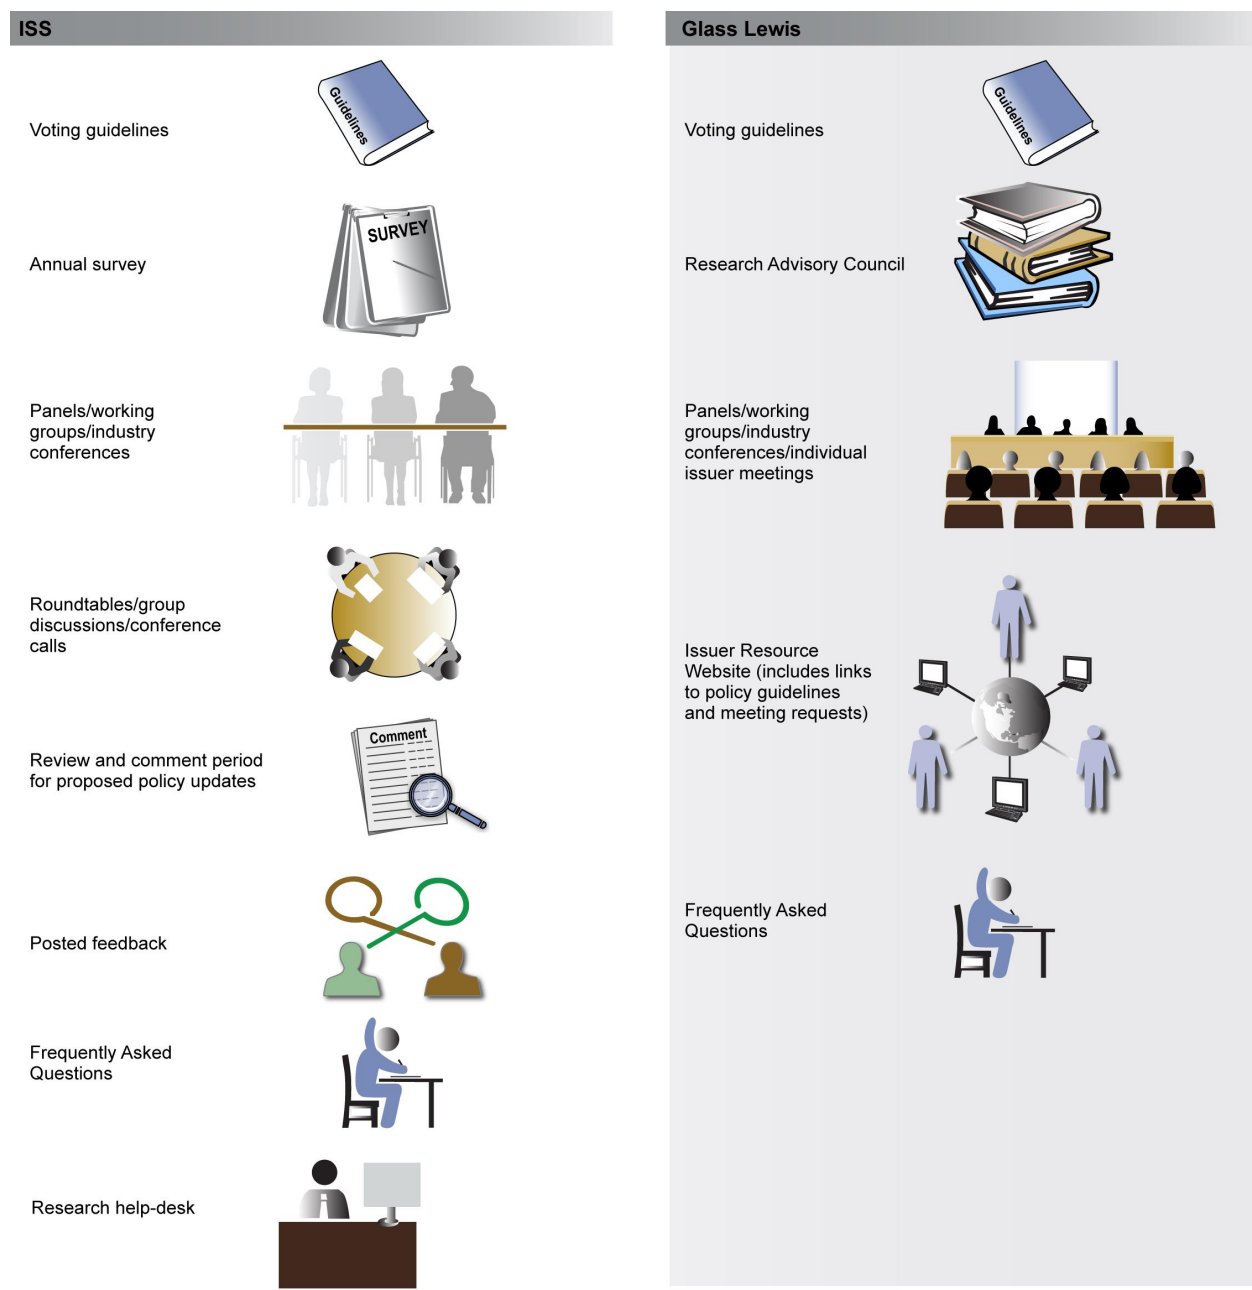 ISS
Voting guidelines
Guidelines
Annual survey
SURVEY
Panels/working
groups/industry
conferences
Roundtables/group
discussions/conference
calls
Review and comment period
for proposed policy updates
Comment
Posted feedback
Frequently Asked
Questions
Research help-desk
Glass Lewis
Voting guidelines
Guidelines
Research Advisory Council
Panels/working
groups/industry
conferences/individual
issuer meetings
Issuer Resource
Website (includes links
to policy guidelines
and meeting requests)
Frequently Asked
Questions